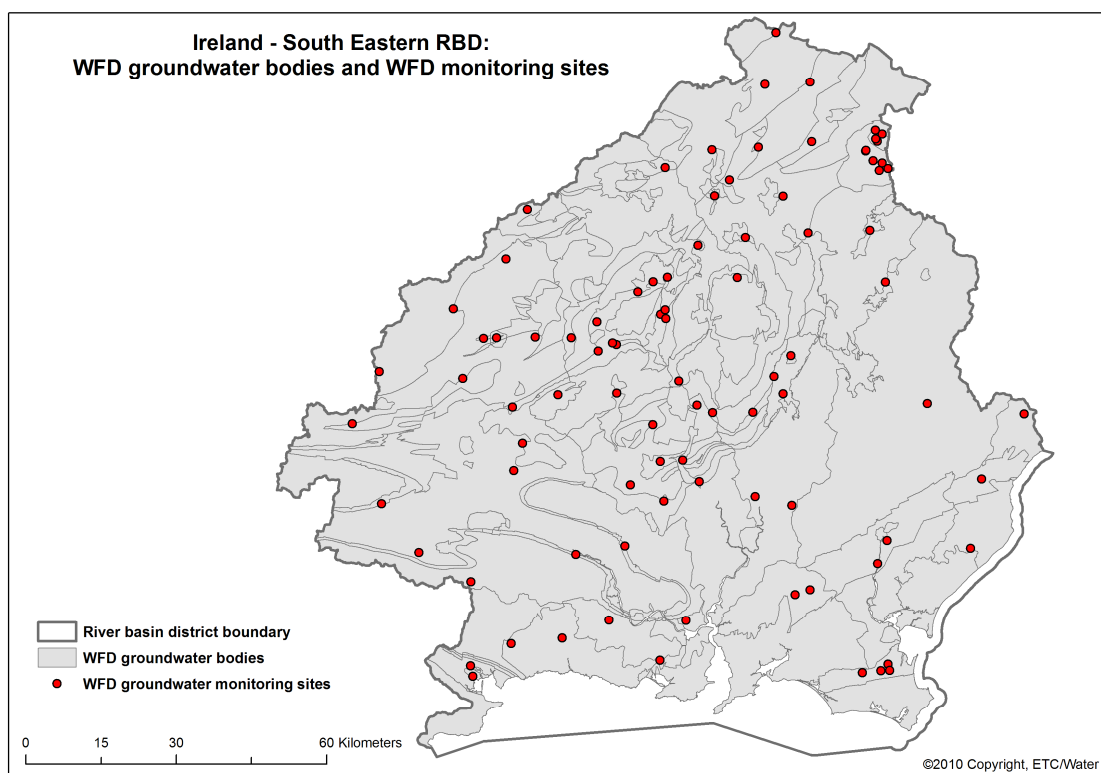 Ireland - South Eastern RBD:
WFD groundwater bodies and WFD monitoring sites
River basin district boundary
WFD groundwater bodies
WFD groundwater monitoring sites
0 15 30 60 Kilometers
©2010 Copyright, ETC/Water